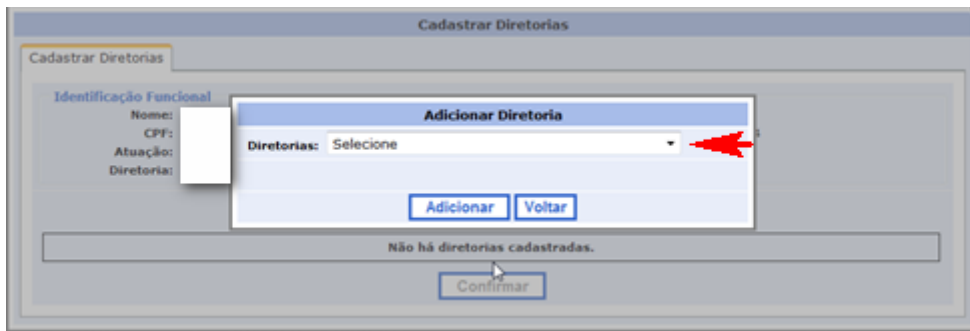 Cadastrar Diretorias
Cadastrar Diretorias
Identificação Funcional
Nome:
CPF:
Atuação:
Diretoria:
Adicionar Diretoria
Diretorias: Selecione
Adicionar Voltar
Não há diretorias cadastradas.
Confirmar